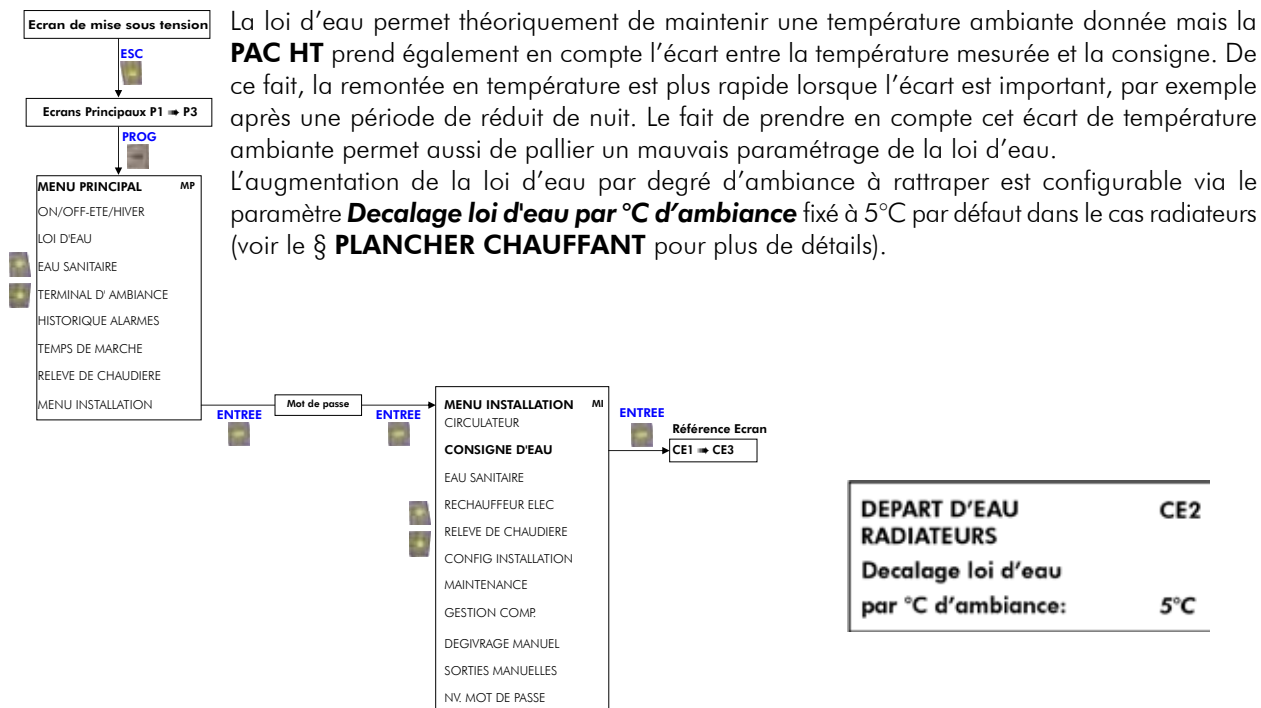 Ecran de mise sous tension
ESC
Ecrans Principaux P1 ➠ P3
PROG
MENU PRINCIPAL MP
ON/OFF-ETE/HIVER
LOI D'EAU
EAU SANITAIRE
TERMINAL D' AMBIANCE
HISTORIQUE ALARMES
TEMPS DE MARCHE
RELEVE DE CHAUDIERE
MENU INSTALLATION
La loi d'eau permet théoriquement de maintenir une température ambiante donnée mais la
PAC HT prend également en compte l'écart entre la température mesurée et la consigne. De
ce fait, la remontée en température est plus rapide lorsque l'écart est important, par exemple
après une période de réduit de nuit. Le fait de prendre en compte cet écart de température
ambiante permet aussi de pallier un mauvais paramétrage de la loi d'eau.
L'augmentation de la loi d'eau par degré d'ambiance à rattraper est configurable via le
paramètre Decalage loi d'eau par °C d'ambiance fixé à 5°C par défaut dans le cas radiateurs
(voir le § PLANCHER CHAUFFANT pour plus de détails).
ENTREE
Mot de passe
ENTREE
MENU INSTALLATION MI
CIRCULATEUR
CONSIGNE D'EAU
EAU SANITAIRE
RECHAUFFEUR ELEC
RELEVE DE CHAUDIERE
CONFIG INSTALLATION
MAINTENANCE
GESTION COMP.
DEGIVRAGE MANUEL
SORTIES MANUELLES
NV. MOT DE PASSE
ENTREE
Référence Ecran
CE1 ➠ CE3
DEPART D'EAU CE2
RADIATEURS
Decalage loi d'eau
par °C d'ambiance: 5°C